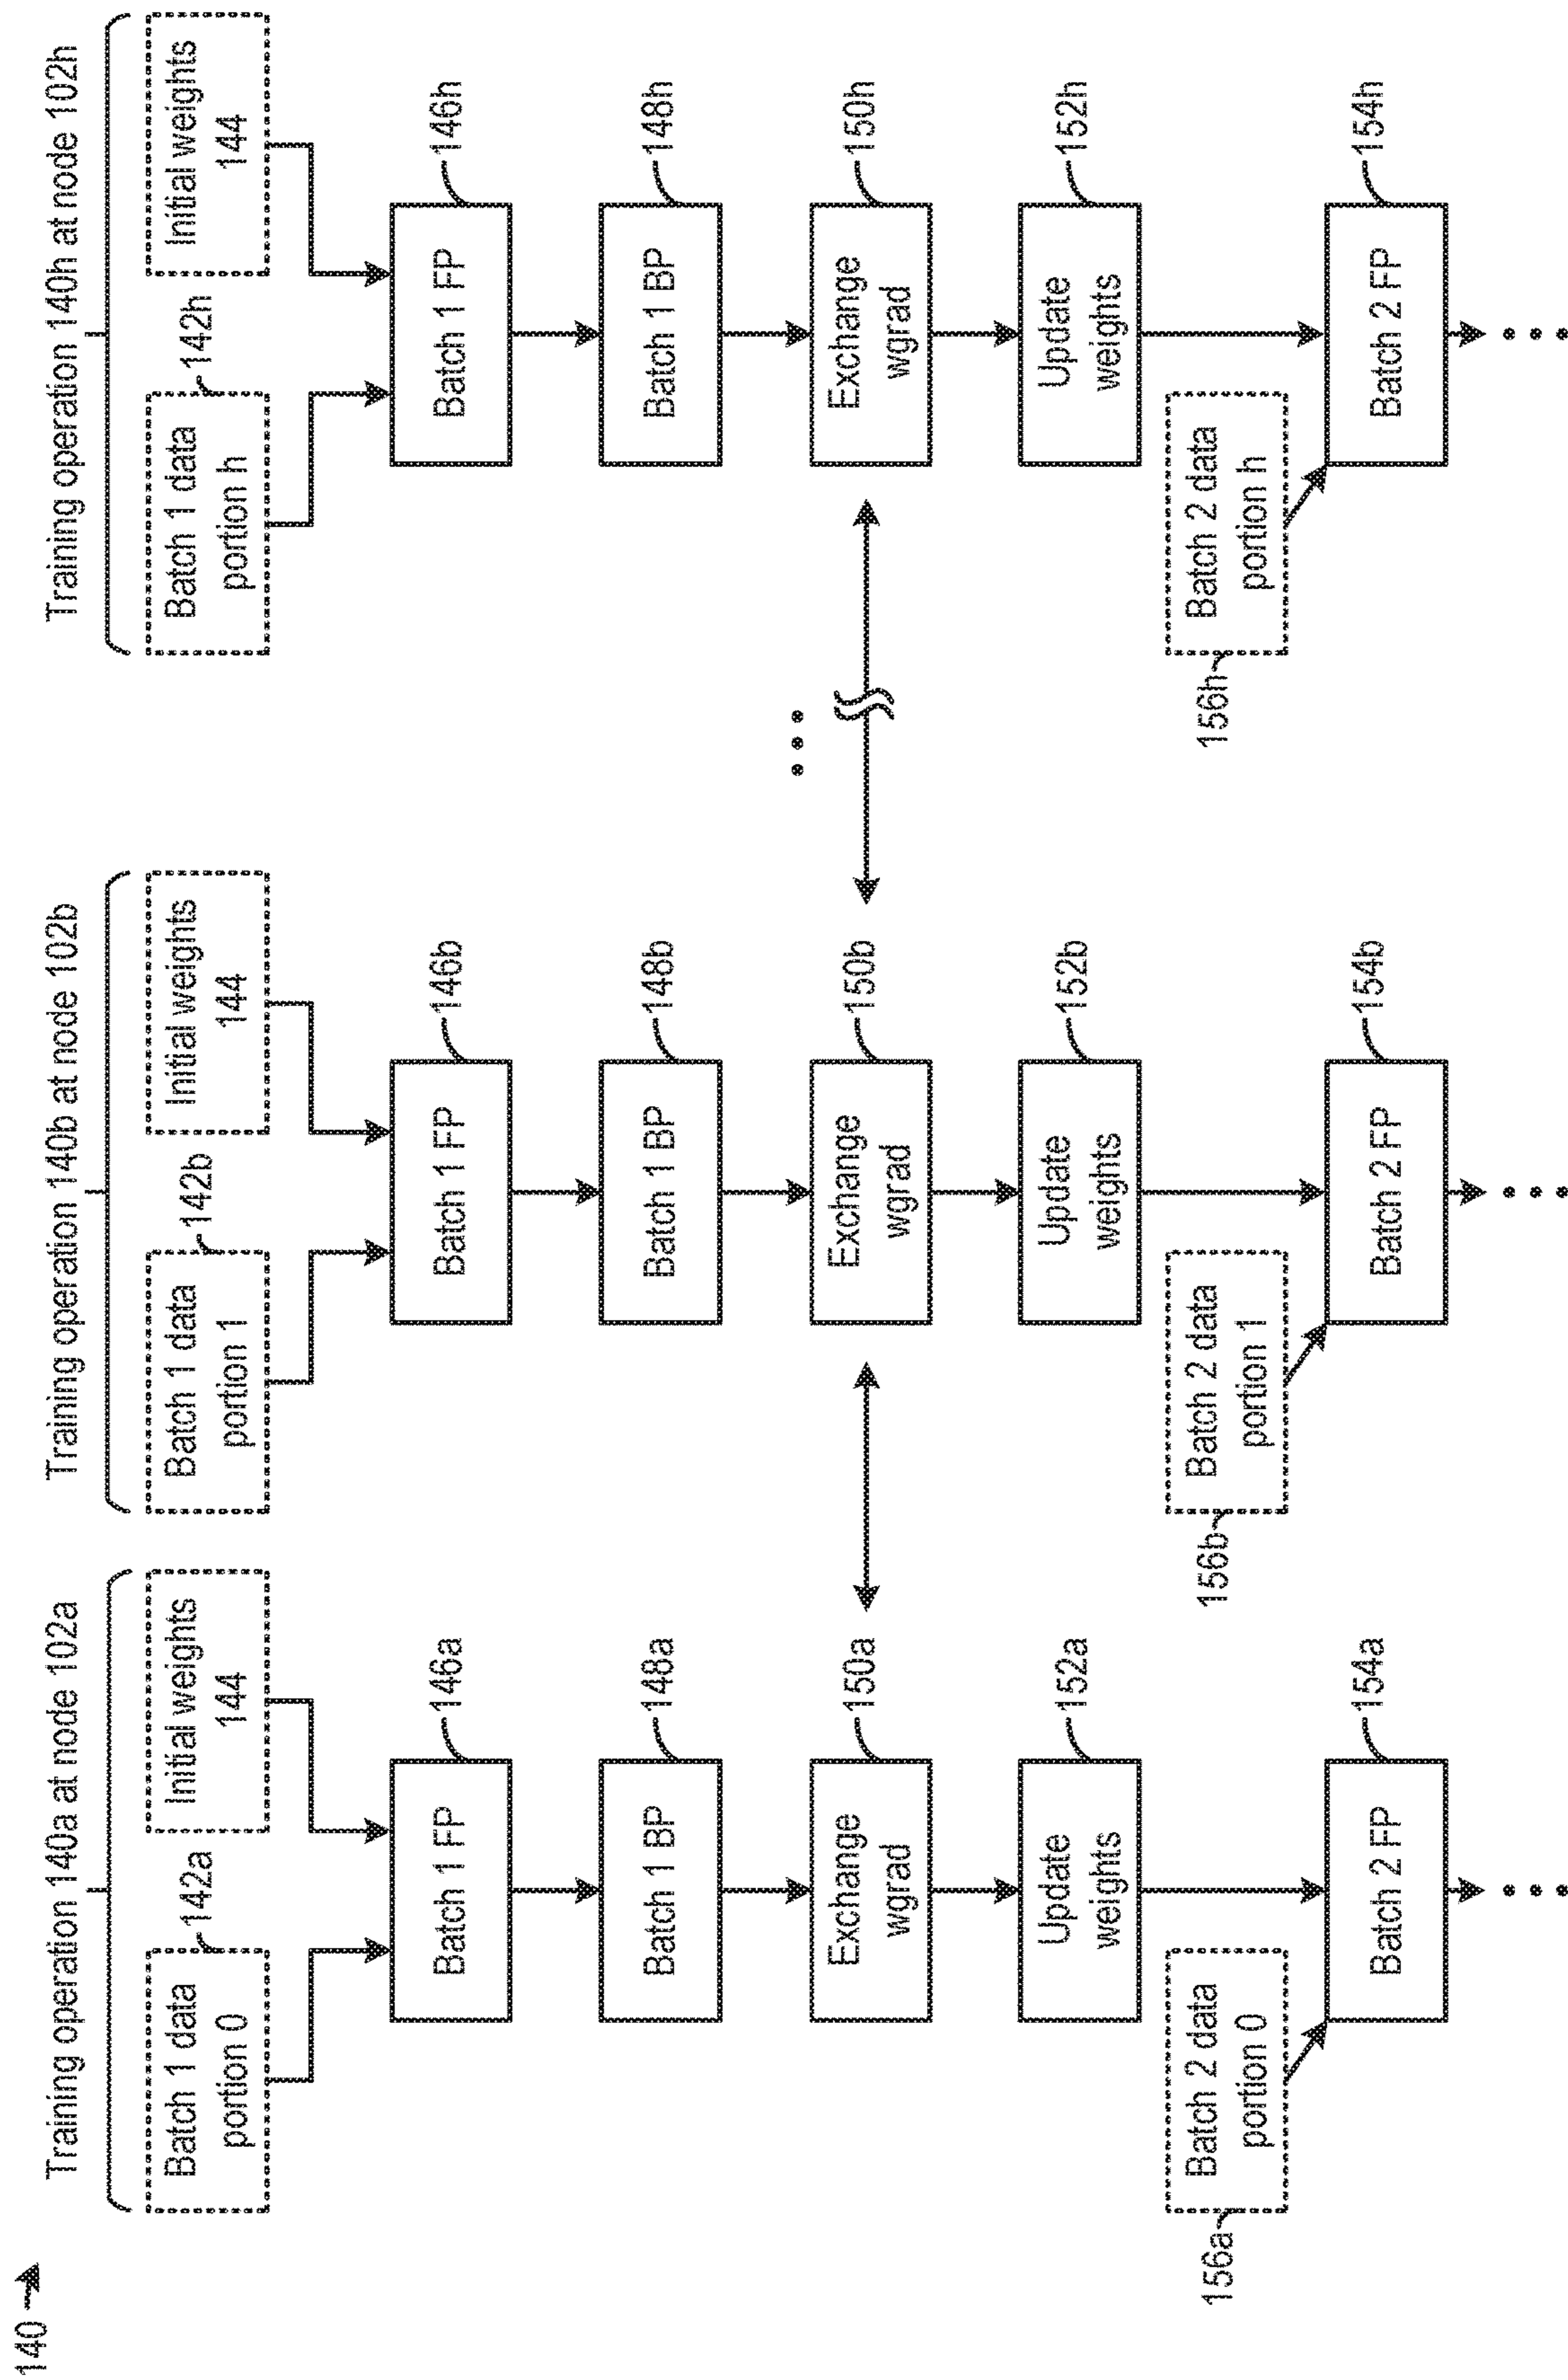 140
Training operation 140a at node 102a
Batch 1 data
portion 0
142a
Initial weights
144
Batch 1 FP
146a
Batch 1 BP
148a
Exchange
wgrad
150a
Update
weights
152a
Batch 2 data
portion 0
156a
Batch 2 FP
154a
Training operation 140b at node 102b
Batch 1 data
portion 1
142b
Initial weights
144
Batch 1 FP
146b
Batch 1 BP
148b
Exchange
wgrad
150b
Update
weights
152b
Batch 2 data
portion 1
156b
Batch 2 FP
154b
Training operation 140h at node 102h
Batch 1 data
portion h
142h
Initial weights
144
Batch 1 FP
146h
Batch 1 BP
148h
Exchange
wgrad
150h
Update
weights
152h
Batch 2 data
portion h
156h
Batch 2 FP
154h